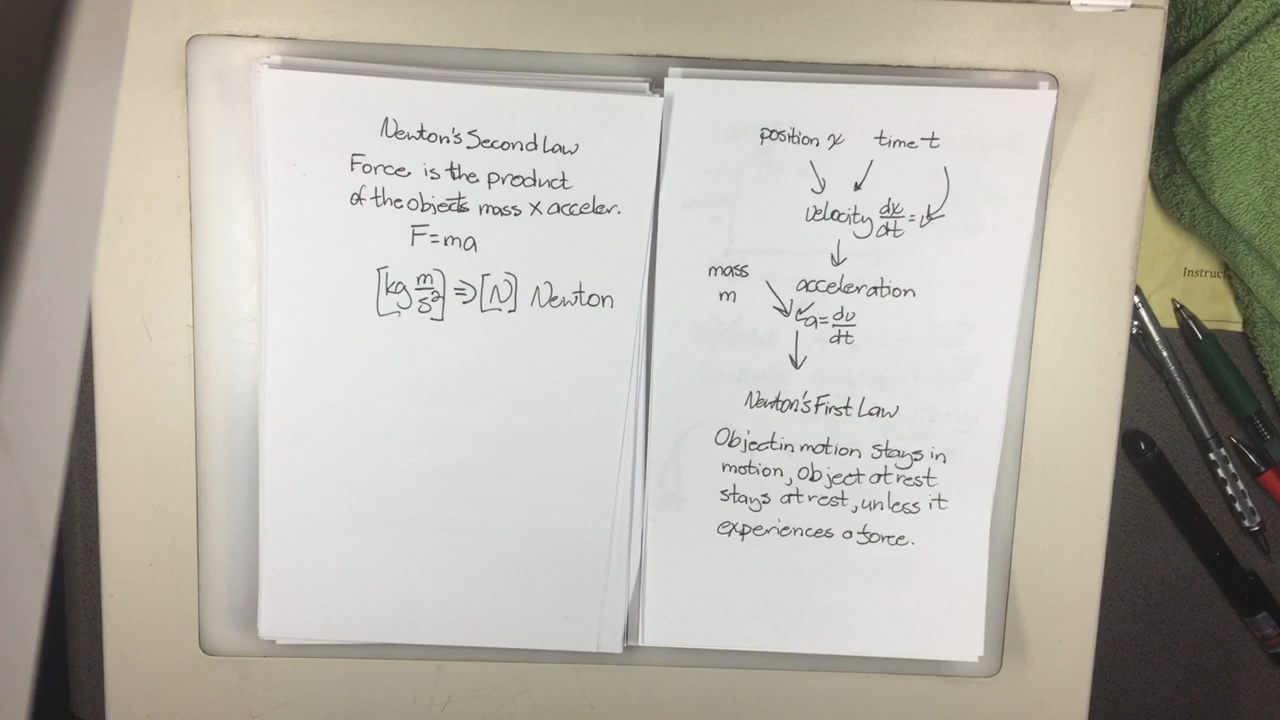 Newton's Second Law
Force is the product
of the objects mass x acceler.
F=ma
[kg m/s²] ⇒ [N] Newton
position x time t
velocity dx/dt = v
mass
m
acceleration
a = dv/dt
Newton's First Law
Object in motion stays in
motion, object at rest
stays at rest, unless it
experiences a force.